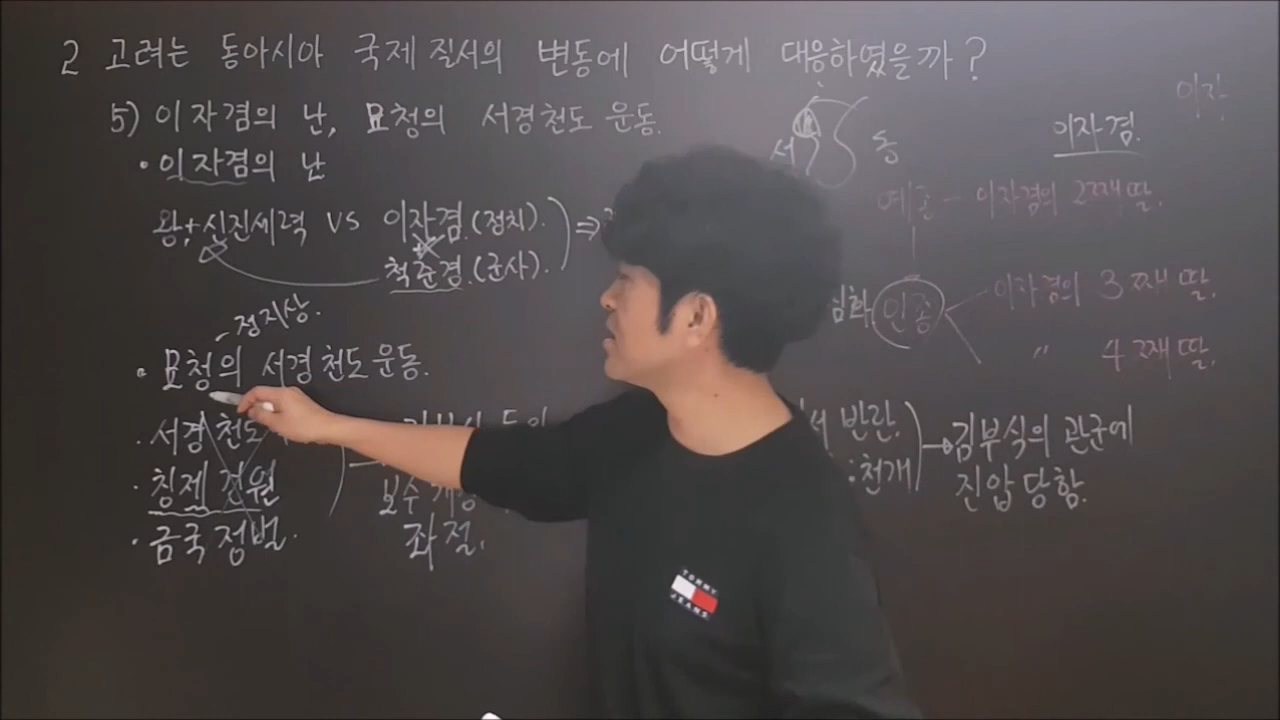 2 고려는 동아시아 국제 질서의 변동에 어떻게 대응하였을까?
5) 이자겸의 난, 묘청의 서경 천도 운동.
• 이자겸의 난
왕+신진세력 VS 이자겸.(정치).
척준경.(군사).
⇒
정지상.
• 묘청의 서경 천도 운동.
• 서경 천도
• 칭제 건원
• 금국 정벌.
보수
좌절.
반란.
:천개
→ 김부식의 관군에
진압 당함.
서
동
이자겸.
이자
예종 - 이자겸의 2째 딸.
인종
이자겸의 3째 딸.
〃 4째 딸.
TOMMY
JEANS